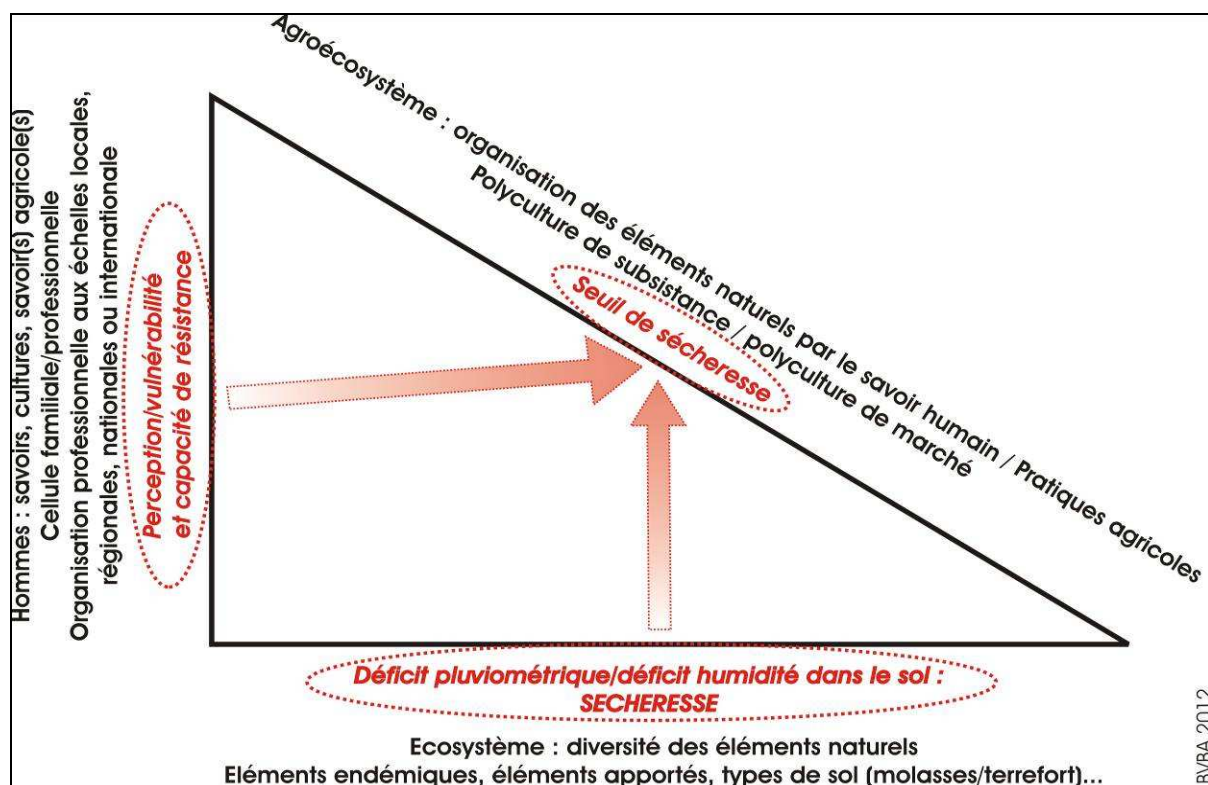 Agroécosystème : organisation des éléments naturels par le savoir humain / Pratiques agricoles
Polyculture de subsistance / polyculture de marché
Seuil de sécheresse
Hommes : savoirs, cultures, savoir(s) agricole(s)
Cellule familiale/professionnelle
Organisation professionnelle aux échelles locales,
régionales, nationales ou internationale
Perception/vulnérabilité
et capacité de résistance
Déficit pluviométrique/déficit humidité dans le sol :
SECHERESSE
Ecosystème : diversité des éléments naturels
Eléments endémiques, éléments apportés, types de sol (molasses/terrefort)...
BVBA 2012